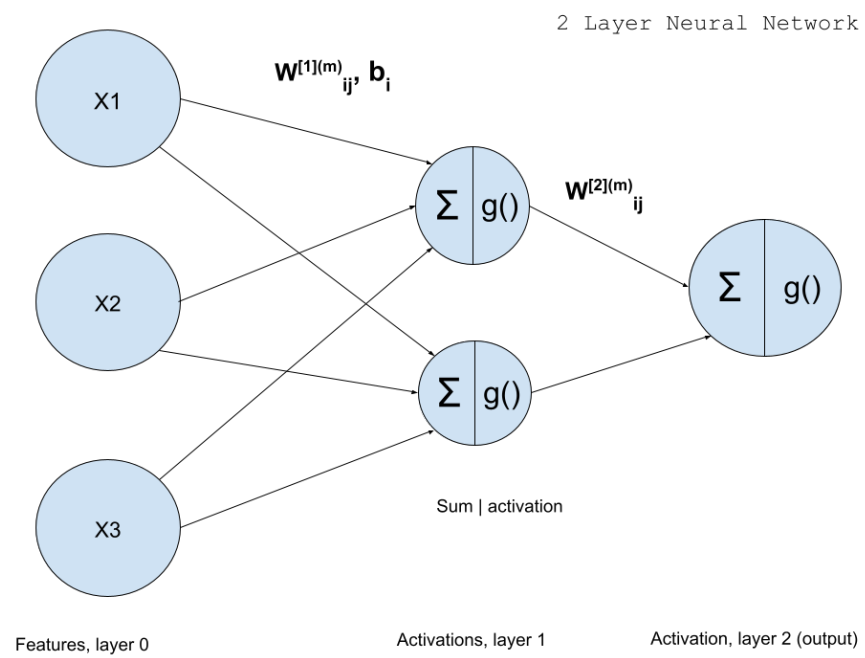 2 Layer Neural Network
W[1](m)ij, bi
X1
W[2](m)ij
Σ g()
X2
Σ g()
Σ g()
X3
Sum | activation
Features, layer 0
Activations, layer 1
Activation, layer 2 (output)